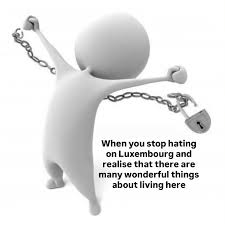 When you stop hating
on Luxembourg and
realise that there are
many wonderful things
about living here